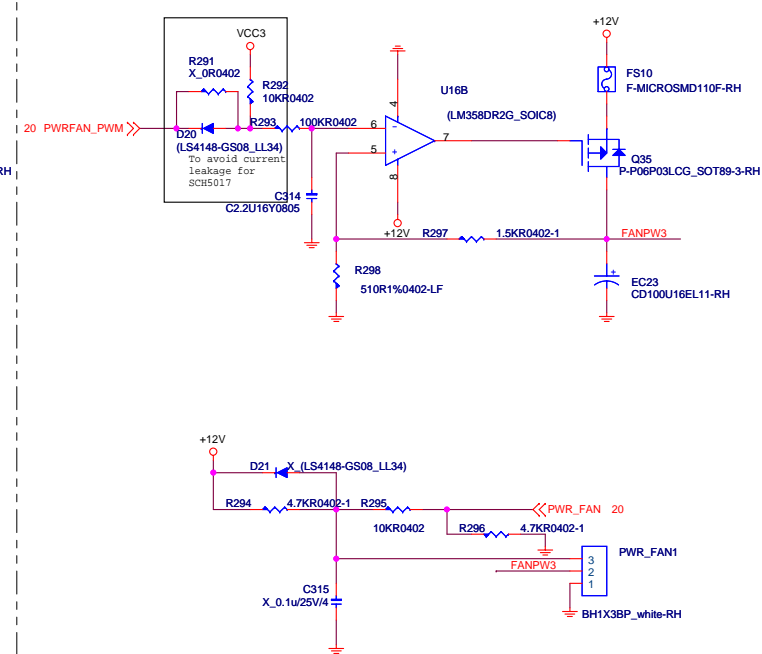 +12V
VCC3
R291
X_0R0402
R292
10KR0402
FS10
F-MICROSMD110F-RH
U16B
(LM358DR2G_SOIC8)
4
20 PWRFAN_PWM
D20
(LS4148-GS08_LL34)
R293
100KR0402
6
5
7
8
To avoid current
leakage for
SCH5017
RH
Q35
P-P06P03LCG_SOT89-3-RH
C314
C2.2U16Y0805
+12V
R297
1.5KR0402-1
FANPW3
R298
510R1%0402-LF
EC23
CD100U16EL11-RH
+12V
D21
X_(LS4148-GS08_LL34)
R294
4.7KR0402-1
R295
10KR0402
PWR_FAN 20
R296
4.7KR0402-1
PWR_FAN1
FANPW3
3
2
1
C315
X_0.1u/25V/4
BH1X3BP_white-RH